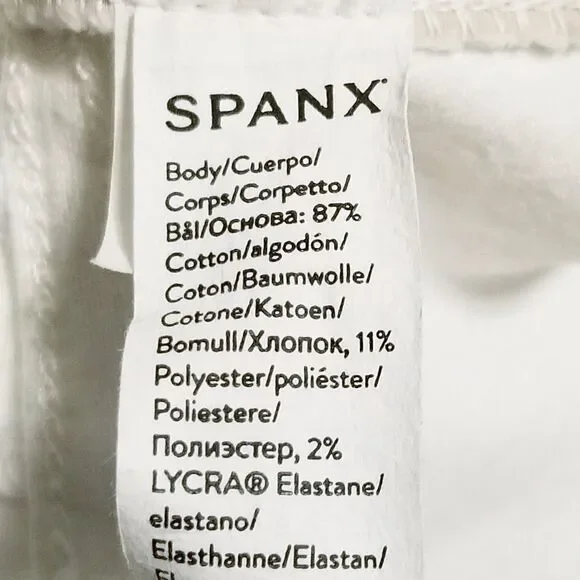 SPANX
Body/Cuerpo/
Corps/Corpetto/
Bål/Основа: 87%
Cotton/algodón/
Coton/Baumwolle/
Cotone/Katoen/
Bomull/Хлопок, 11%
Polyester/poliéster/
Poliestere/
Полиэстер, 2%
LYCRA® Elastane/
elastano/
Elasthanne/Elastan/